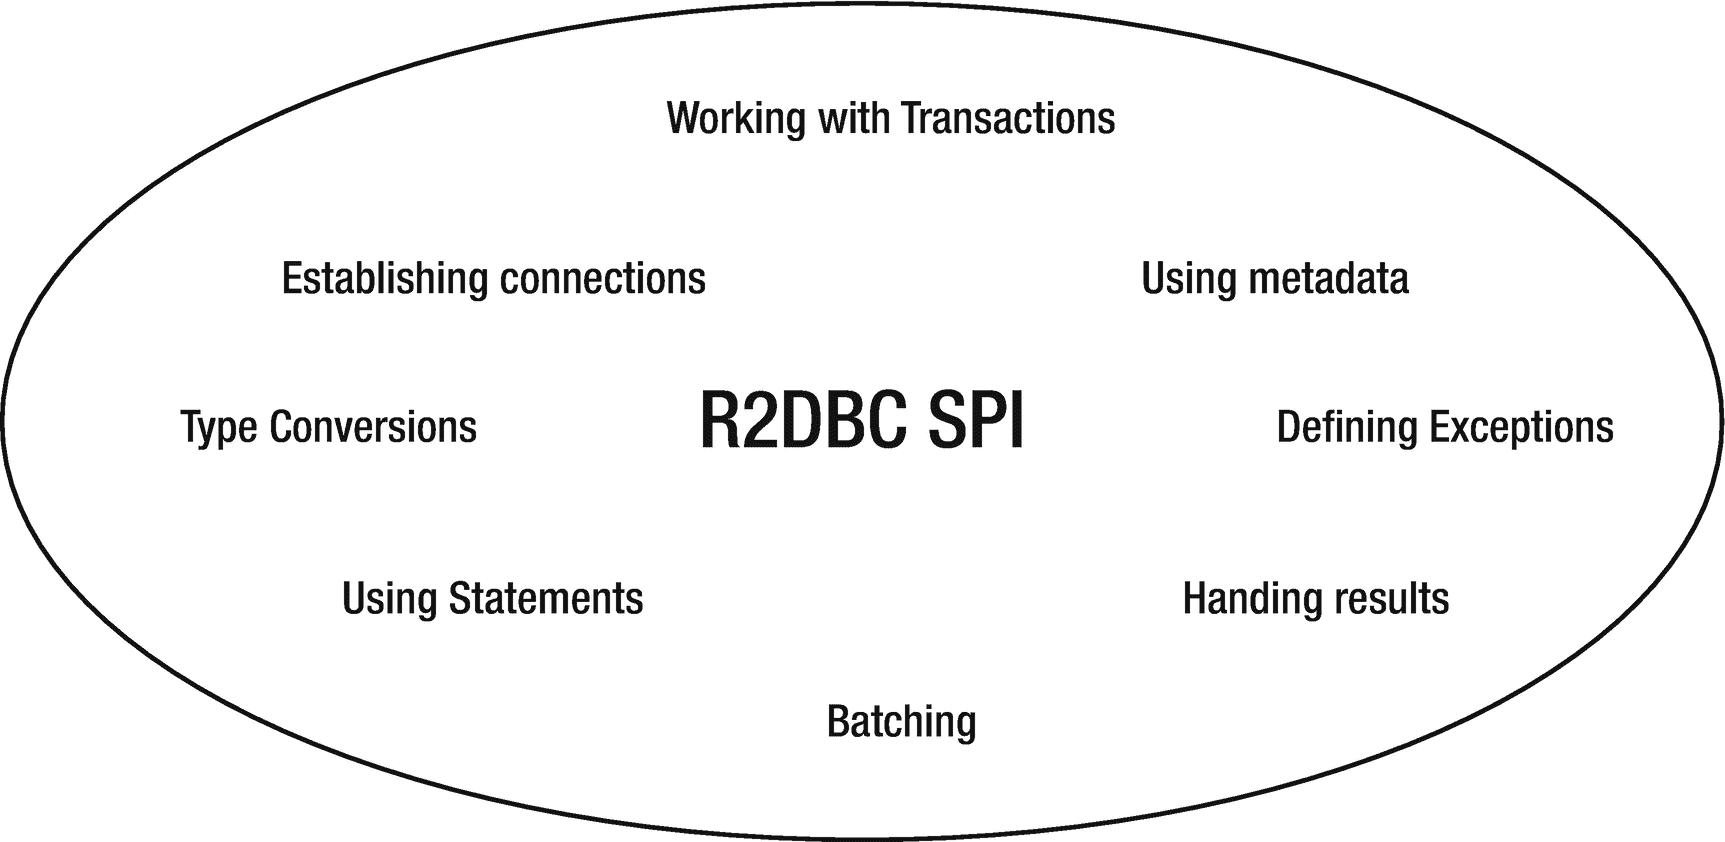 Working with Transactions
Establishing connections
Using metadata
Type Conversions
R2DBC SPI
Defining Exceptions
Using Statements
Handing results
Batching